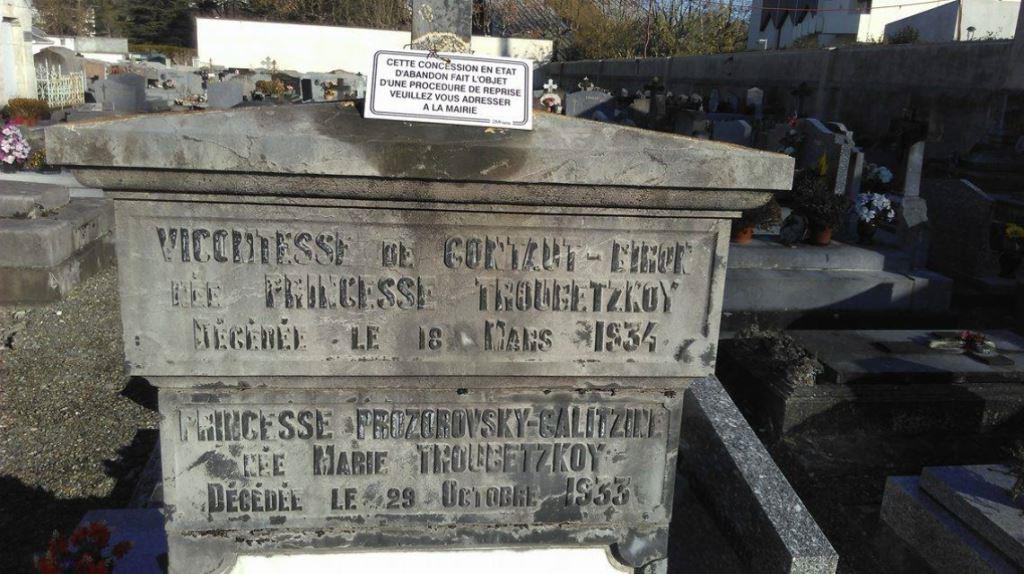 CETTE CONCESSION EN ETAT
D'ABANDON FAIT L'OBJET
D'UNE PROCEDURE DE REPRISE
VEUILLEZ VOUS ADRESSER
A LA MAIRIE
VICOMTESSE DE GONTAUT-BIRON
NÉE PRINCESSE TROUBETZKOY
DÉCÉDÉE LE 18 MARS 1934
PRINCESSE PROZOROVSKY-GALITZINE
NÉE MARIE TROUBETZKOY
DÉCÉDÉE LE 29 OCTOBRE 1933